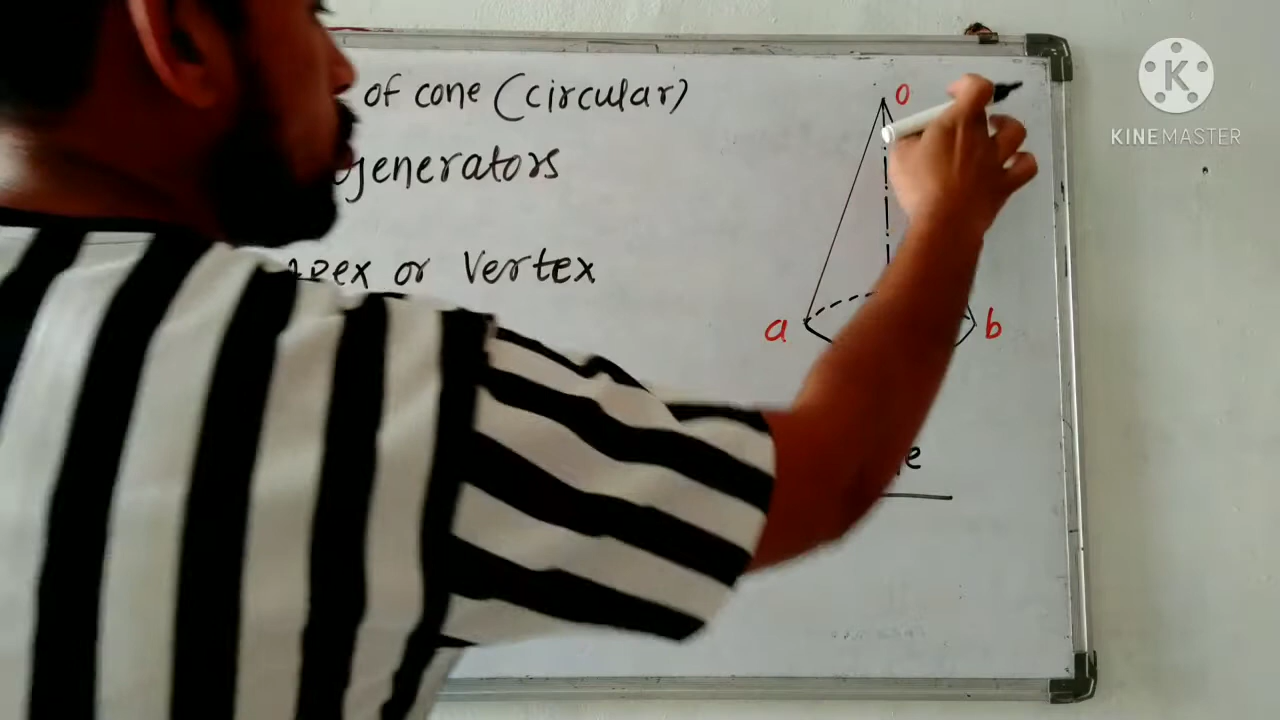 of cone (circular)
generators
Apex or Vertex
o
a
b
KINEMASTER